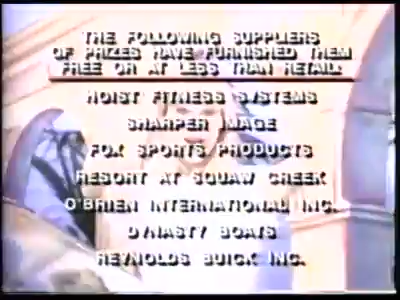 THE FOLLOWING SUPPLIERS
OF PRIZES HAVE FURNISHED THEM
FREE OR AT LESS THAN RETAIL:
HOIST FITNESS SYSTEMS
SHARPER IMAGE
FOX SPORTS PRODUCTS
RESORT AT SQUAW CREEK
O'BRIEN INTERNATIONAL INC.
DYNASTY BOATS
REYNOLDS BUICK INC.